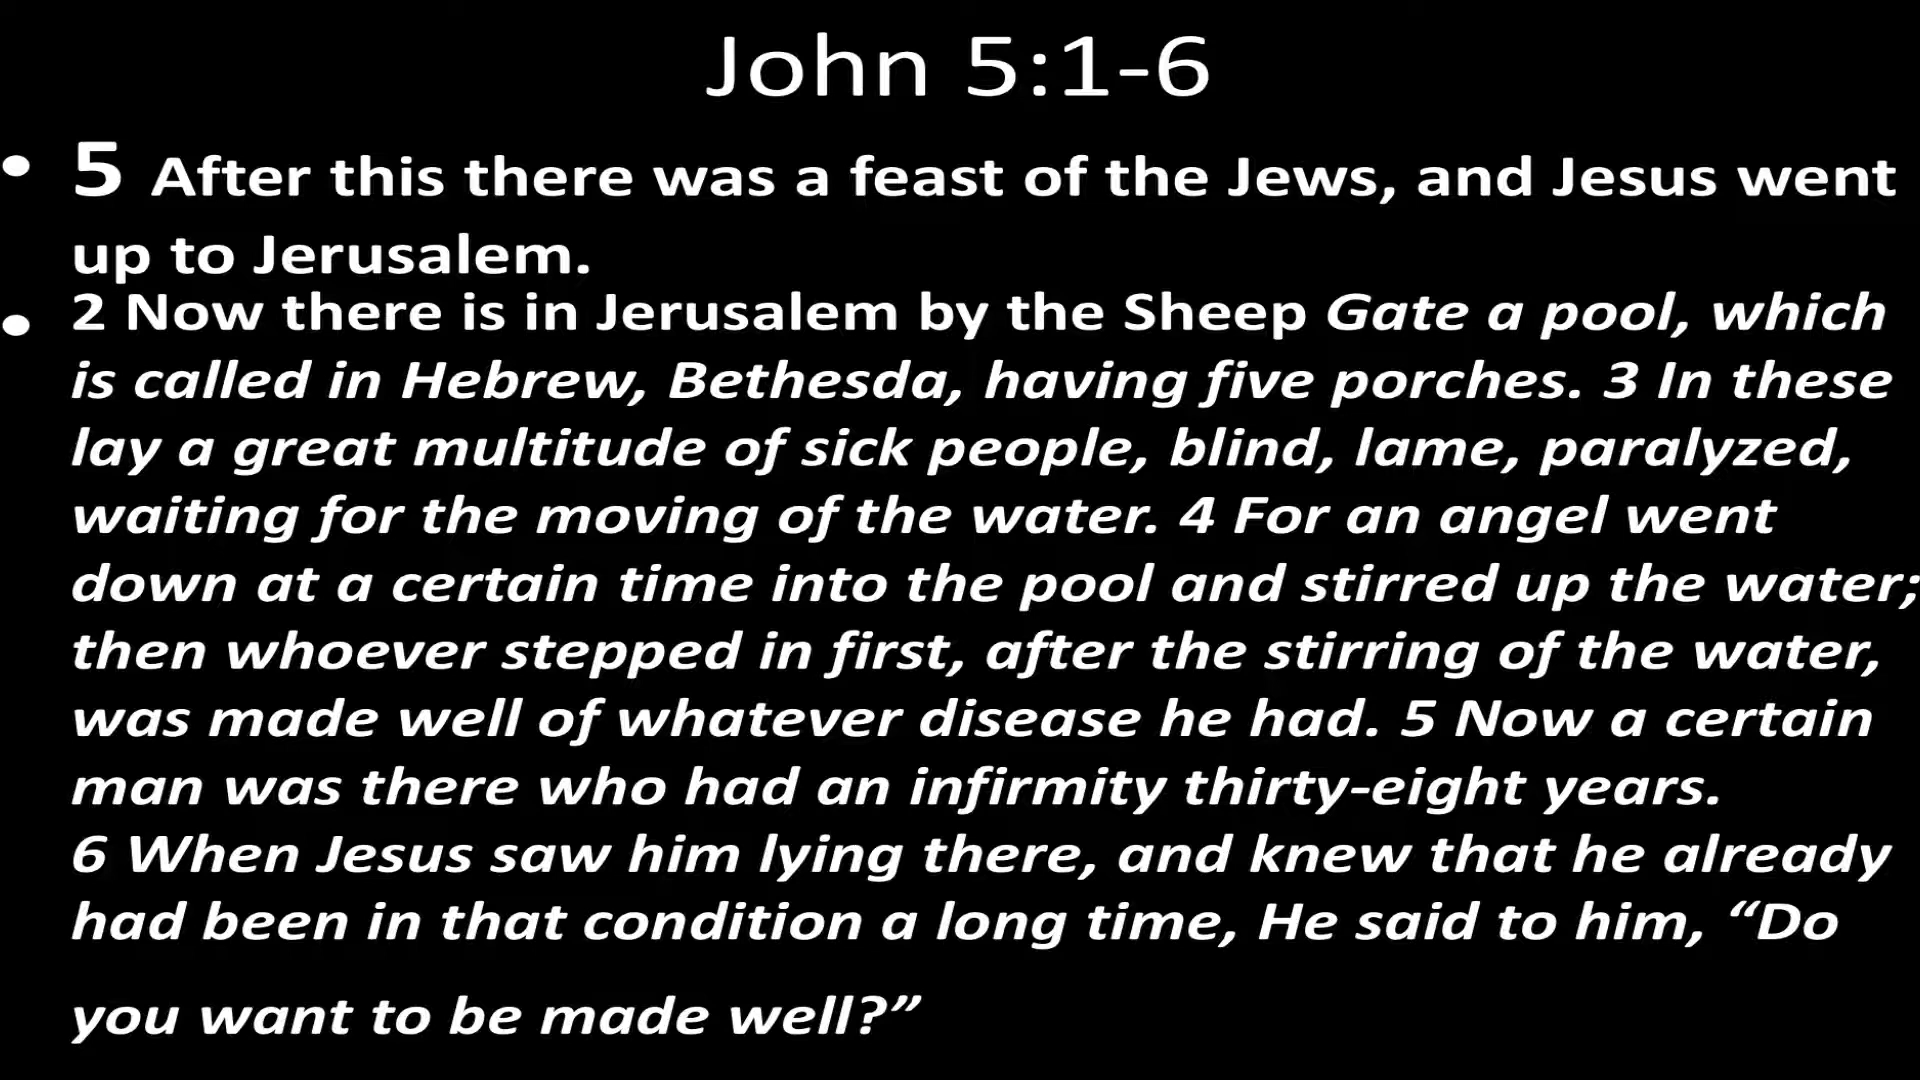 John 5:1-6
• 5 After this there was a feast of the Jews, and Jesus went
up to Jerusalem.
• 2 Now there is in Jerusalem by the Sheep Gate a pool, which
is called in Hebrew, Bethesda, having five porches. 3 In these
lay a great multitude of sick people, blind, lame, paralyzed,
waiting for the moving of the water. 4 For an angel went
down at a certain time into the pool and stirred up the water;
then whoever stepped in first, after the stirring of the water,
was made well of whatever disease he had. 5 Now a certain
man was there who had an infirmity thirty-eight years.
6 When Jesus saw him lying there, and knew that he already
had been in that condition a long time, He said to him, “Do
you want to be made well?”